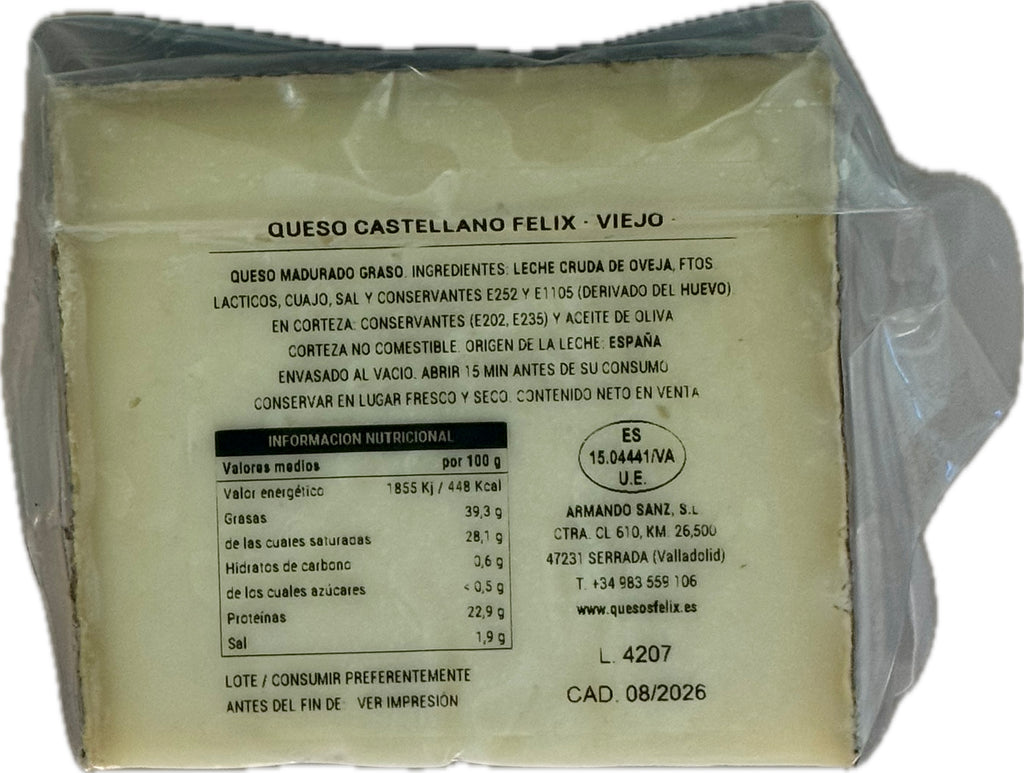 QUESO CASTELLANO FELIX · VIEJO ·
QUESO MADURADO GRASO. INGREDIENTES: LECHE CRUDA DE OVEJA, FTOS.
LACTICOS, CUAJO, SAL Y CONSERVANTES E252 Y E1105 (DERIVADO DEL HUEVO)
EN CORTEZA: CONSERVANTES (E202, E235) Y ACEITE DE OLIVA
CORTEZA NO COMESTIBLE. ORIGEN DE LA LECHE: ESPAÑA
ENVASADO AL VACIO. ABRIR 15 MIN ANTES DE SU CONSUMO
CONSERVAR EN LUGAR FRESCO Y SECO. CONTENIDO NETO EN VENTA
INFORMACION NUTRICIONAL
Valores medios por 100 g
Valor energético 1855 Kj / 448 Kcal
Grasas 39,3 g
de las cuales saturadas 28,1 g
Hidratos de carbono 0,6 g
de los cuales azúcares < 0,5 g
Proteínas 22,9 g
Sal 1,9 g
LOTE / CONSUMIR PREFERENTEMENTE
ANTES DEL FIN DE VER IMPRESIÓN
ES
15.04441/VA
U.E.
ARMANDO SANZ, S.L.
CTRA. CL 610, KM. 26,500
47231 SERRADA (Valladolid)
T. +34 983 559 106
www.quesosfelix.es
L. 4207
CAD. 08/2026